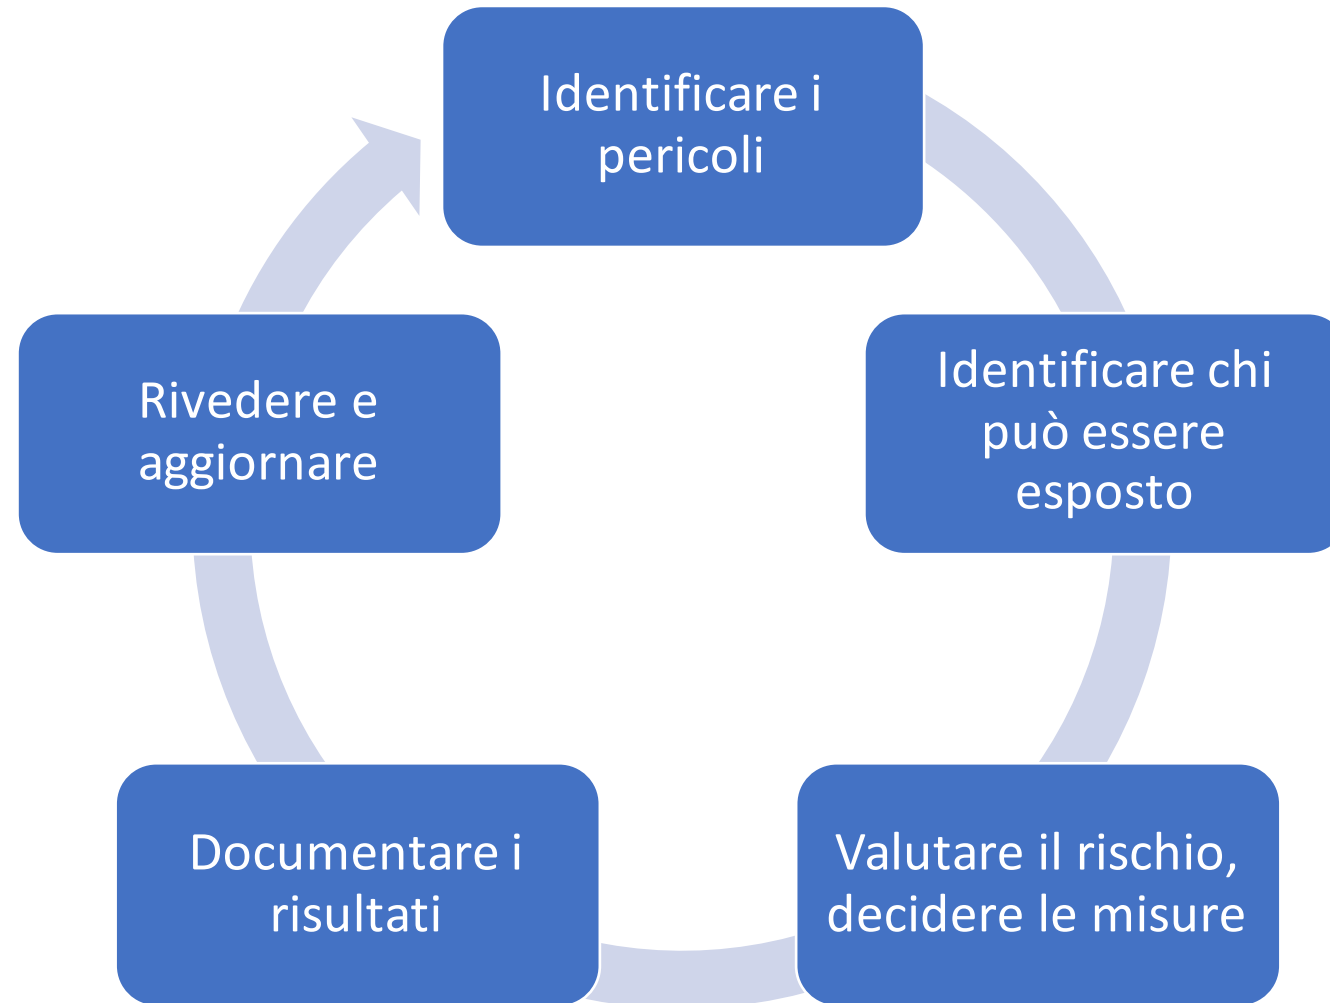 Identificare i
pericoli
Identificare chi
può essere
esposto
Valutare il rischio,
decidere le misure
Documentare i
risultati
Rivedere e
aggiornare